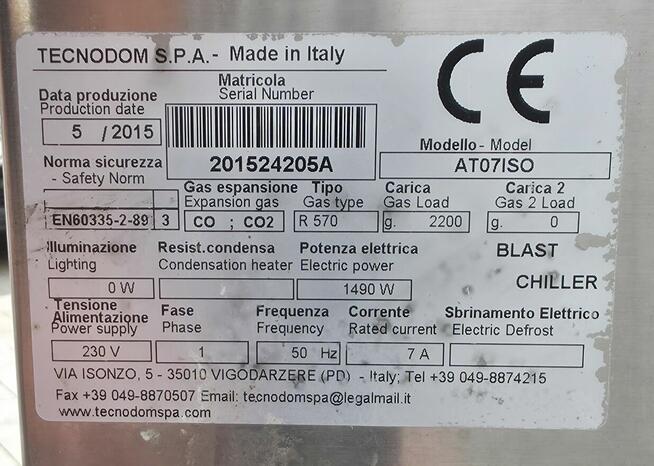 TECNODOM S.P.A.- Made in Italy
CE
Matricola
Serial Number
Data produzione
Production date
5 / 2015
201524205A
Modello - Model
AT07ISO
Norma sicurezza
- Safety Norm
EN60335-2-89 3
Gas espansione
Expansion gas
CO ; CO2
Tipo
Gas type
R 570
Carica
Gas Load
g. 2200
Carica 2
Gas 2 Load
g. 0
Illuminazione
Lighting
0 W
Resist.condensa
Condensation heater
Potenza elettrica
Electric power
1490 W
BLAST
CHILLER
Tensione
Alimentazione
Power supply
230 V
Fase
Phase
1
Frequenza
Frequency
50 Hz
Corrente
Rated current
7 A
Sbrinamento Elettrico
Electric Defrost
VIA ISONZO, 5 - 35010 VIGODARZERE (PD) - Italy; Tel +39 049-8874215
Fax +39 049-8870507 Email: tecnodomspa@legalmail.it
www.tecnodomspa.com